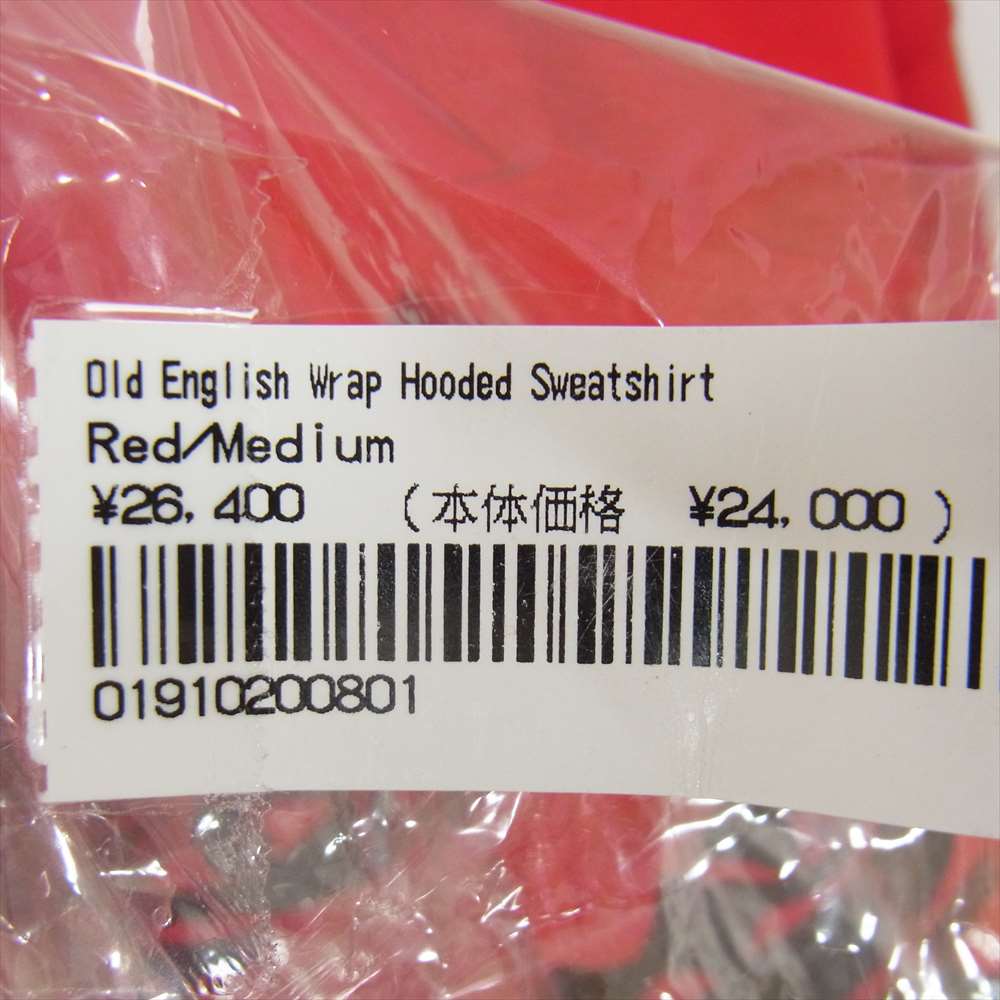 Old English Wrap Hooded Sweatshirt
Red/Medium
¥26,400 (本体価格 ¥24,000)
01910200801